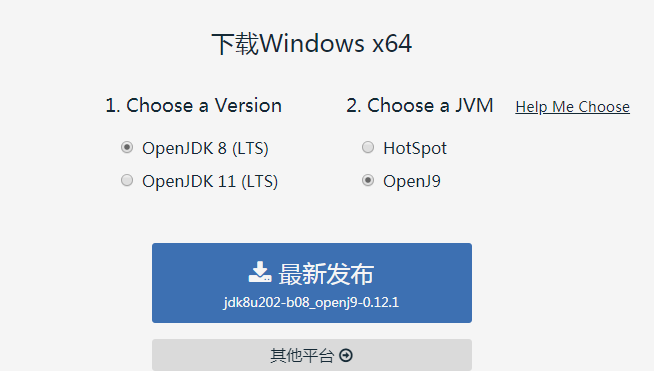 下载Windows x64
1. Choose a Version
2. Choose a JVM
Help Me Choose
OpenJDK 8 (LTS)
HotSpot
OpenJDK 11 (LTS)
OpenJ9
最新发布
jdk8u202-b08_openj9-0.12.1
其他平台